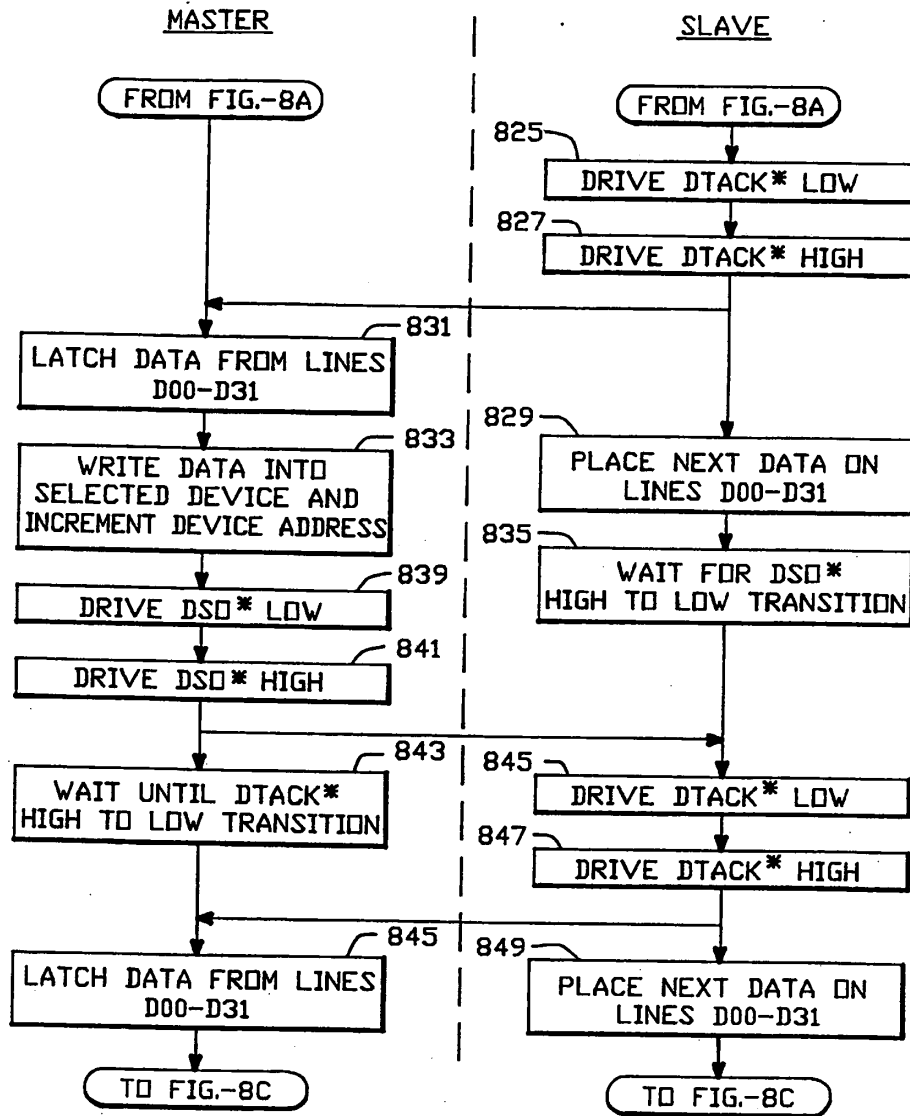 MASTER
SLAVE
FROM FIG.-8A
FROM FIG.-8A
825
DRIVE DTACK* LOW
827
DRIVE DTACK* HIGH
831
LATCH DATA FROM LINES
D00-D31
829
PLACE NEXT DATA ON
LINES D00-D31
833
WRITE DATA INTO
SELECTED DEVICE AND
INCREMENT DEVICE ADDRESS
835
WAIT FOR DS0*
HIGH TO LOW TRANSITION
839
DRIVE DS0* LOW
841
DRIVE DS0* HIGH
843
WAIT UNTIL DTACK*
HIGH TO LOW TRANSITION
845
DRIVE DTACK* LOW
847
DRIVE DTACK* HIGH
845
LATCH DATA FROM LINES
D00-D31
849
PLACE NEXT DATA ON
LINES D00-D31
TO FIG.-8C
TO FIG.-8C